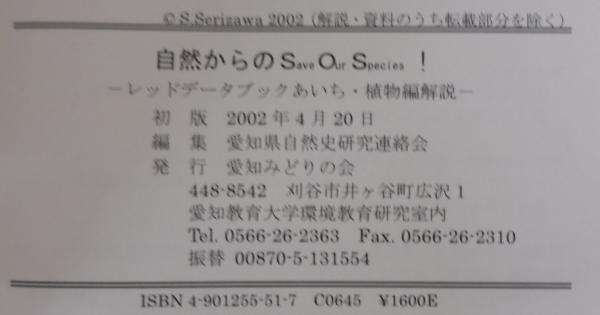 © S.Serizawa 2002 (解説・資料のうち転載部分を除く)
自然からのSave Our Species !
－レッドデータブックあいち・植物編解説－
初　版　2002 年 4 月 20 日
編　集　愛知県自然史研究連絡会
発　行　愛知みどりの会
448-8542　刈谷市井ヶ谷町広沢 1
愛知教育大学環境教育研究室内
Tel. 0566-26-2363　Fax. 0566-26-2310
振替 00870-5-131554
ISBN 4-901255-51-7　C0645　¥1600E